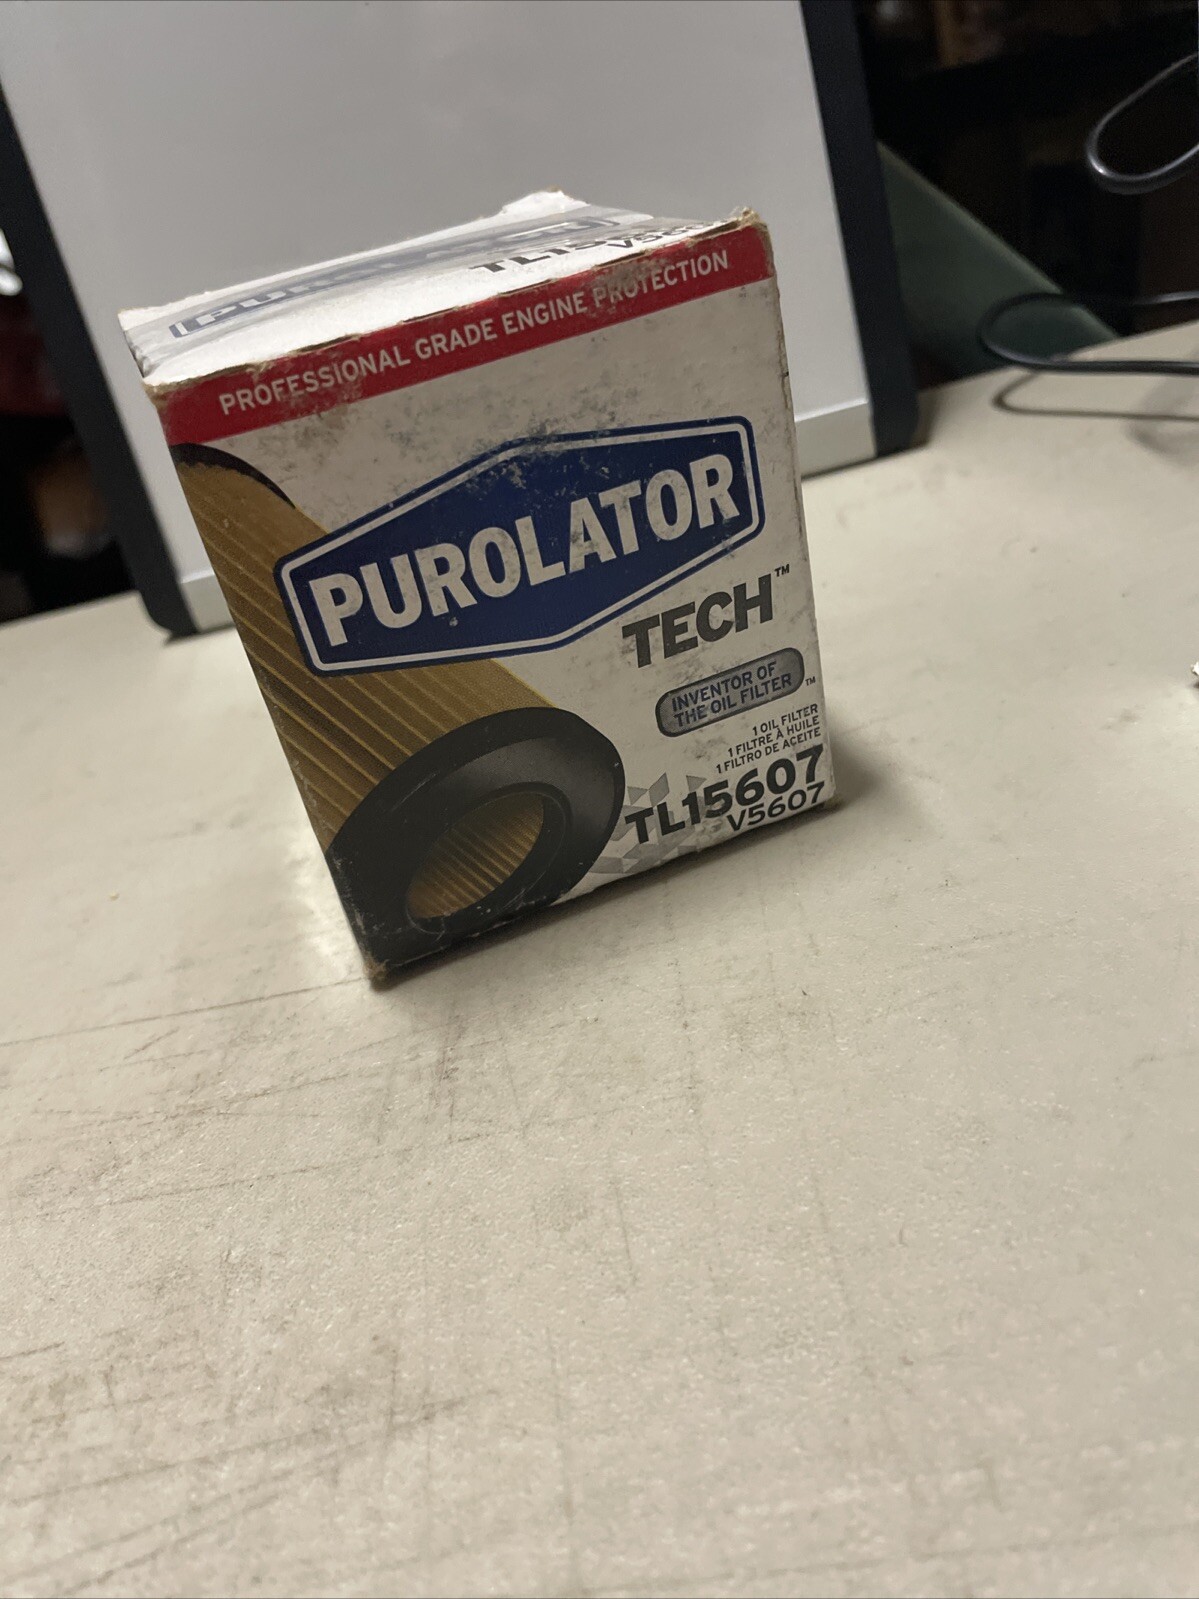 TL15
PROFESSIONAL GRADE ENGINE PROTECTION
PUROLATOR
TECH™
INVENTOR OF
THE OIL FILTER™
1 OIL FILTER
1 FILTRE À HUILE
1 FILTRO DE ACEITE
TL15607
V5607